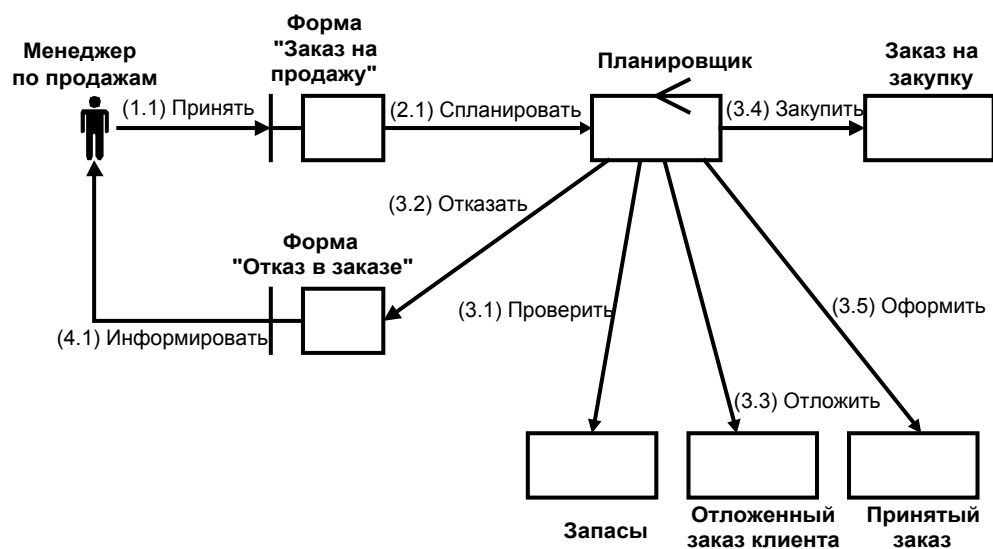 Форма
"Заказ на
продажу"
Менеджер
по продажам
Планировщик
Заказ на
закупку
(1.1) Принять
(2.1) Спланировать
(3.4) Закупить
(3.2) Отказать
Форма
"Отказ в заказе"
(3.1) Проверить
(3.5) Оформить
(4.1) Информировать
(3.3) Отложить
Запасы
Отложенный
заказ клиента
Принятый
заказ